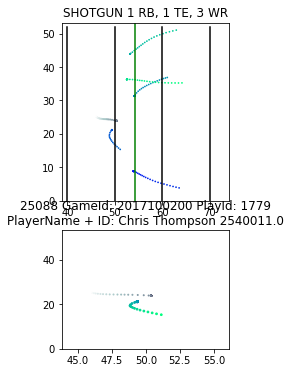 SHOTGUN 1 RB, 1 TE, 3 WR
50
40
30
20
10
0
40 50 60 70
25088 GameId: 2017100200 PlayId: 1779
PlayerName + ID: Chris Thompson 2540011.0
40
20
0
45.0 47.5 50.0 52.5 55.0